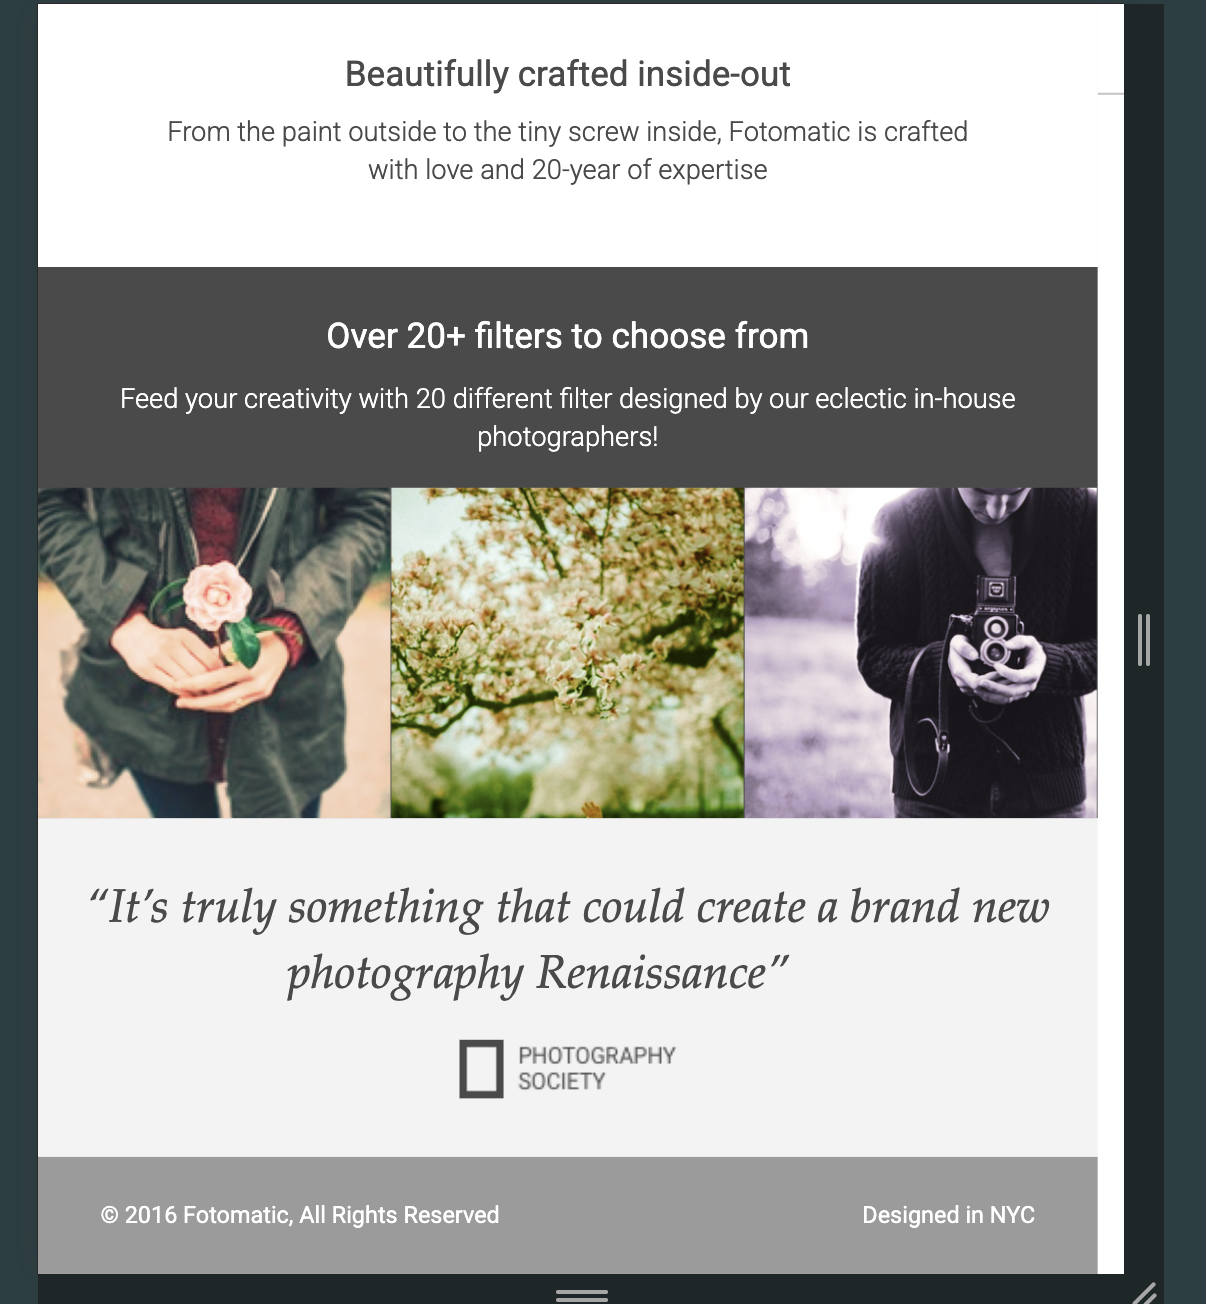 Beautifully crafted inside-out
From the paint outside to the tiny screw inside, Fotomatic is crafted
with love and 20-year of expertise
Over 20+ filters to choose from
Feed your creativity with 20 different filter designed by our eclectic in-house
photographers!
“It’s truly something that could create a brand new
photography Renaissance”
PHOTOGRAPHY
SOCIETY
© 2016 Fotomatic, All Rights Reserved
Designed in NYC